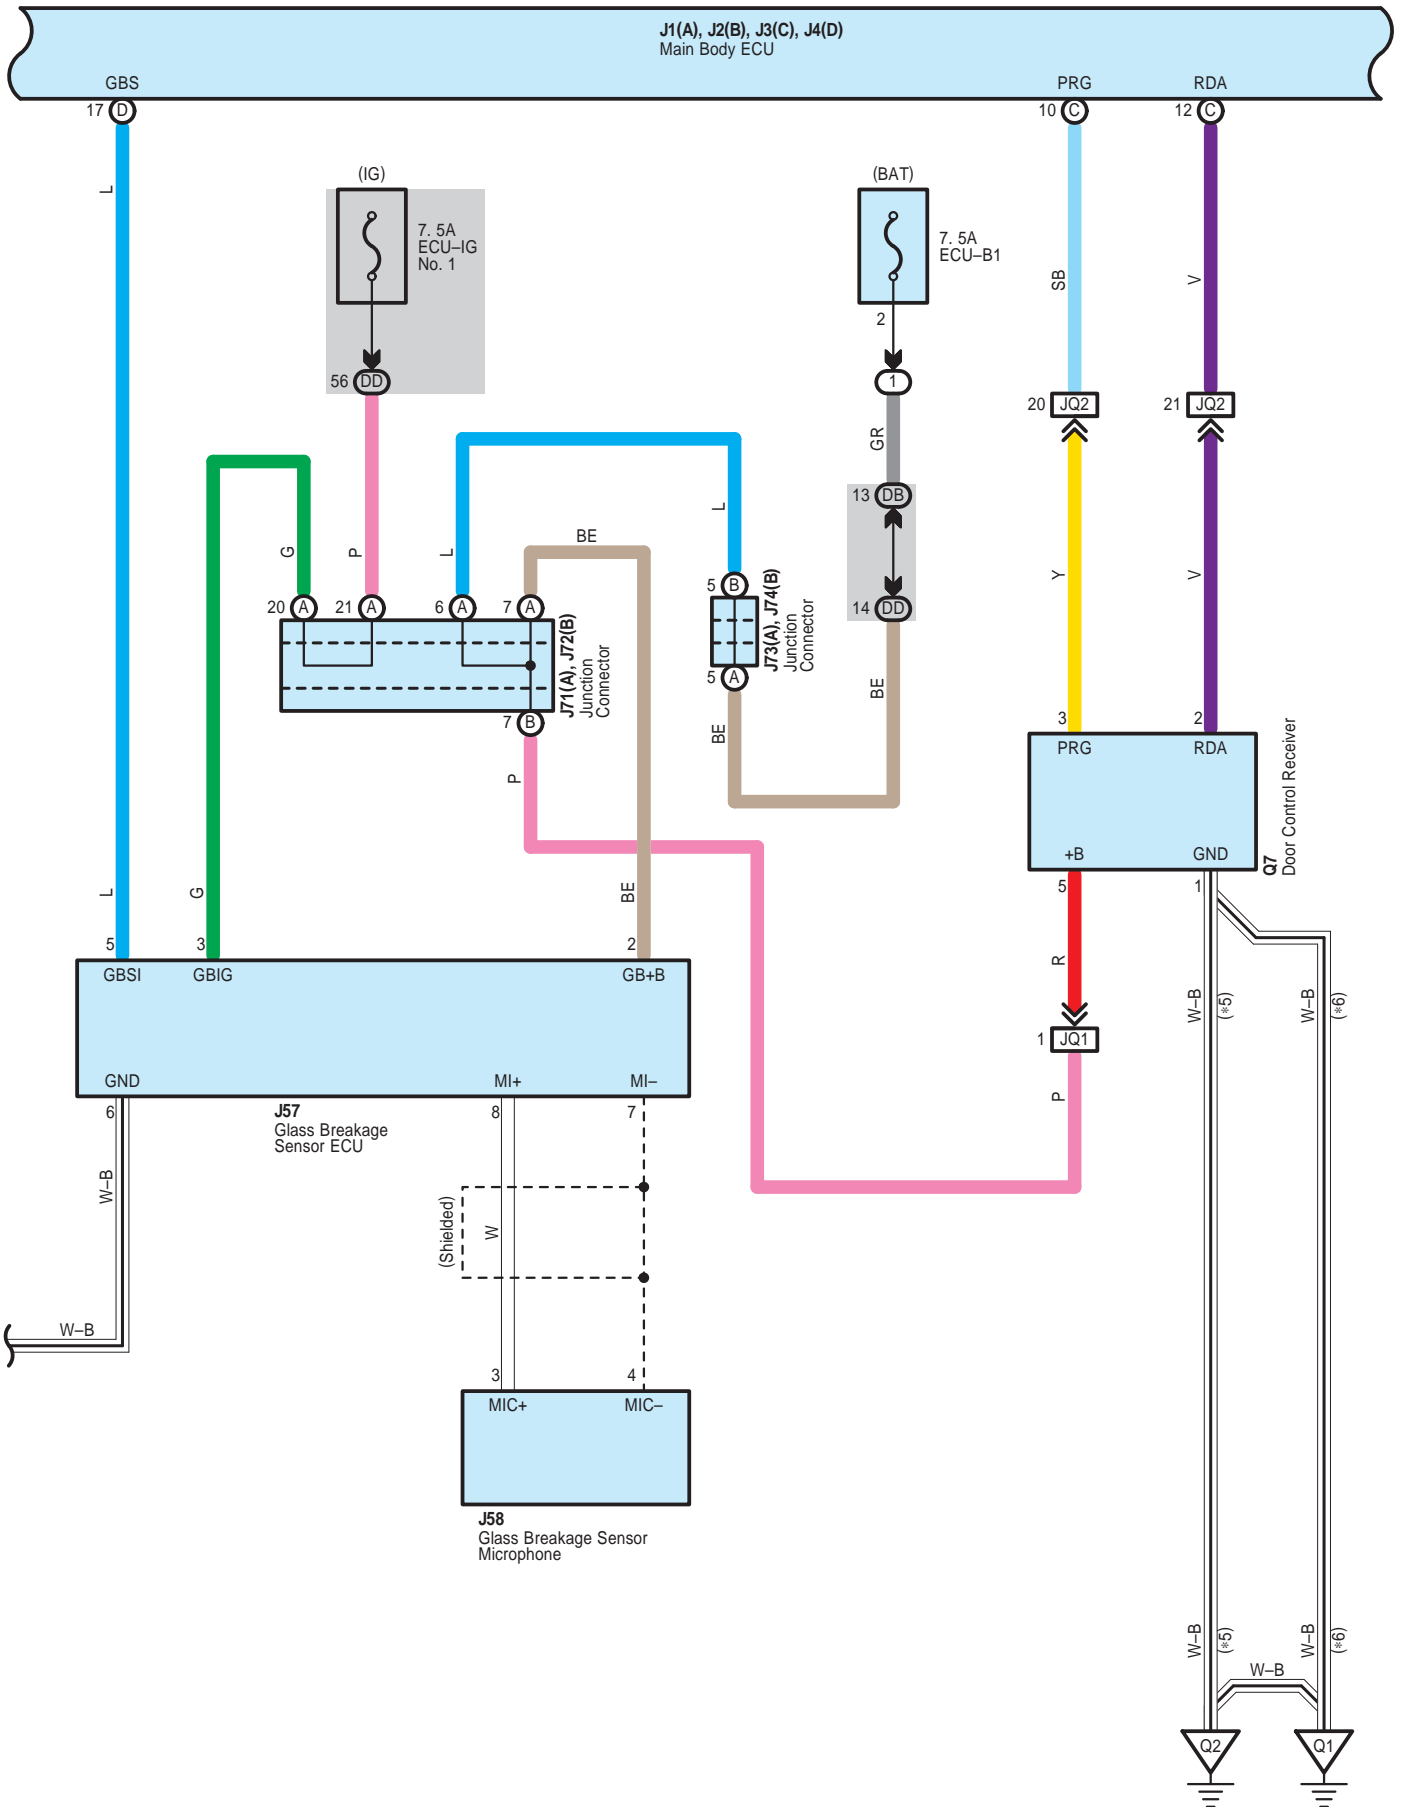 J1(A), J2(B), J3(C), J4(D)
Main Body ECU
GBS
PRG
RDA
17 D
10 C
12 C
L
(IG)
(BAT)
7. 5A
ECU–IG
No. 1
7. 5A
ECU–B1
SB
V
2
56 DD
1
20 JQ2
21 JQ2
GR
13 DB
L
BE
G
P
L
Y
V
5 B
14 DD
20 A
21 A
6 A
7 A
J71(A), J72(B)
Junction
Connector
J73(A), J74(B)
Junction
Connector
5 A
7 B
BE
BE
P
3
2
PRG
RDA
+B
GND
Q7
Door Control Receiver
5
1
L
G
BE
5
3
2
GBSI
GBIG
GB+B
R
W–B
(*5)
W–B
(*6)
1 JQ1
GND
MI+
MI–
6
J57
Glass Breakage
Sensor ECU
8
7
P
W–B
(Shielded)
W
W–B
3
4
MIC+
MIC–
J58
Glass Breakage Sensor
Microphone
W–B
(*5)
W–B
(*6)
W–B
Q2
Q1